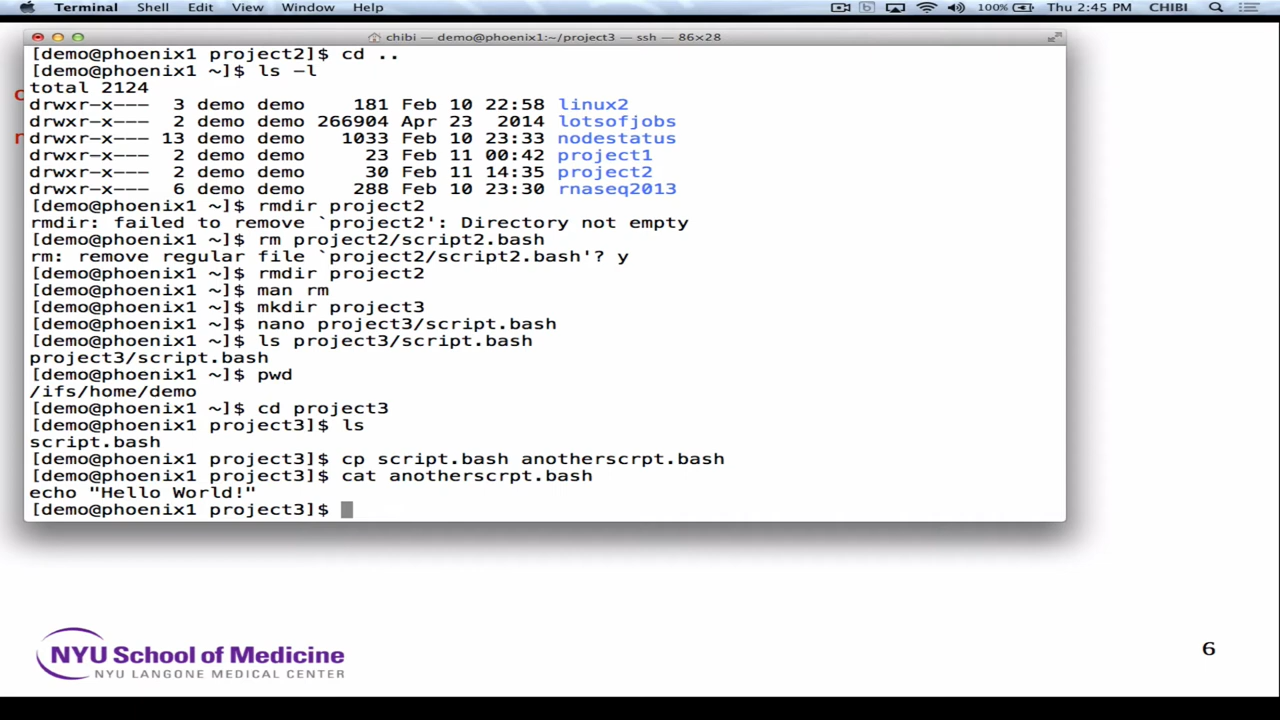 Terminal Shell Edit View Window Help 100% Thu 2:45 PM CHIBI
chibi — demo@phoenix1:~/project3 — ssh — 86×28
[demo@phoenix1 project2]$ cd ..
[demo@phoenix1 ~]$ ls -l
total 2124
drwxr-x--- 3 demo demo 181 Feb 10 22:58 linux2
drwxr-x--- 2 demo demo 266904 Apr 23 2014 lotsofjobs
drwxr-x--- 13 demo demo 1033 Feb 10 23:33 nodestatus
drwxr-x--- 2 demo demo 23 Feb 11 00:42 project1
drwxr-x--- 2 demo demo 30 Feb 11 14:35 project2
drwxr-x--- 6 demo demo 288 Feb 10 23:30 rnaseq2013
[demo@phoenix1 ~]$ rmdir project2
rmdir: failed to remove `project2': Directory not empty
[demo@phoenix1 ~]$ rm project2/script2.bash
rm: remove regular file `project2/script2.bash'? y
[demo@phoenix1 ~]$ rmdir project2
[demo@phoenix1 ~]$ man rm
[demo@phoenix1 ~]$ mkdir project3
[demo@phoenix1 ~]$ nano project3/script.bash
[demo@phoenix1 ~]$ ls project3/script.bash
project3/script.bash
[demo@phoenix1 ~]$ pwd
/ifs/home/demo
[demo@phoenix1 ~]$ cd project3
[demo@phoenix1 project3]$ ls
script.bash
[demo@phoenix1 project3]$ cp script.bash anotherscrpt.bash
[demo@phoenix1 project3]$ cat anotherscrpt.bash
echo "Hello World!"
[demo@phoenix1 project3]$
NYU School of Medicine
NYU LANGONE MEDICAL CENTER
6